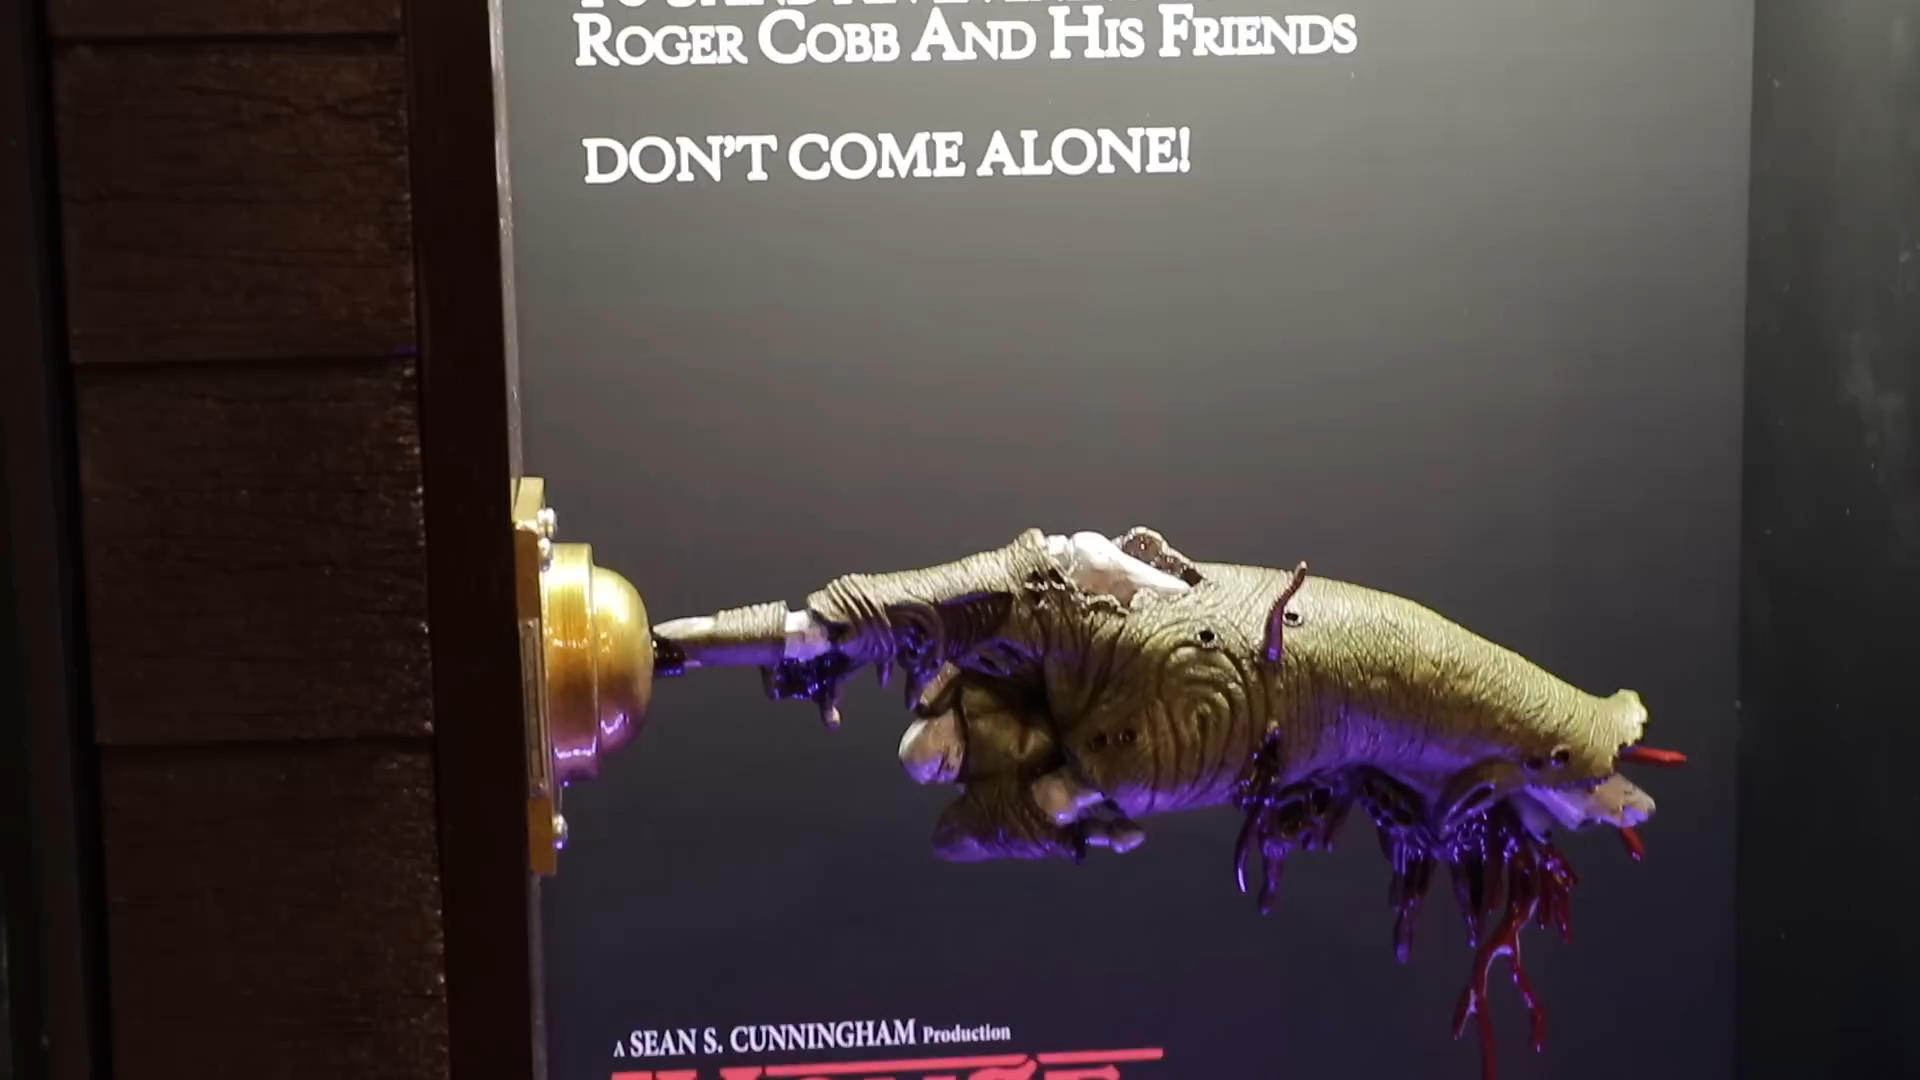 ROGER COBB AND HIS FRIENDS
DON'T COME ALONE!
A SEAN S. CUNNINGHAM Production